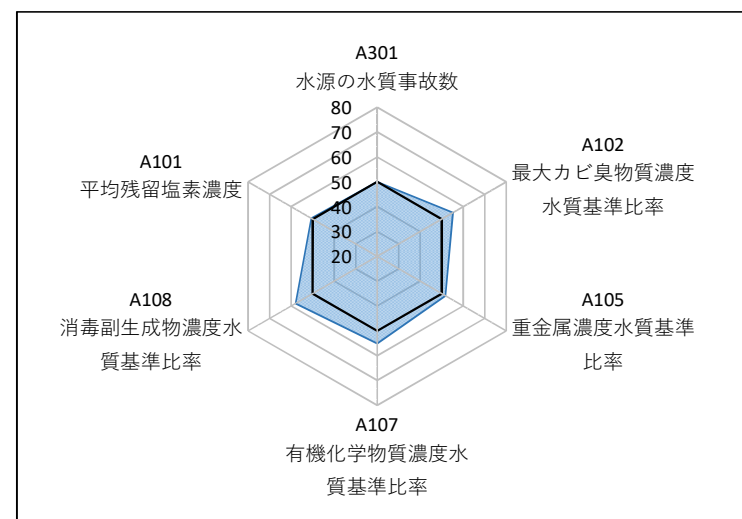 A301
水源の水質事故数
80
70
60
50
40
30
20
A102
最大カビ臭物質濃度
水質基準比率
A105
重金属濃度水質基準
比率
A107
有機化学物質濃度水
質基準比率
A108
消毒副生成物濃度水
質基準比率
A101
平均残留塩素濃度